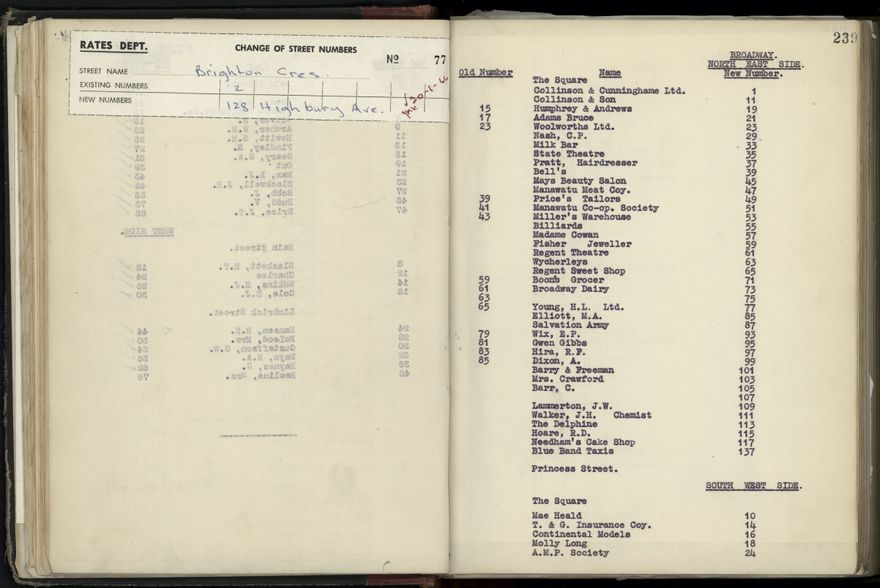 RATES DEPT.
CHANGE OF STREET NUMBERS
No 77
STREET NAME Brighton Cres.
EXISTING NUMBERS 2
NEW NUMBERS 128 Highbury Ave.
20-1-66
239
BROADWAY.
NORTH EAST SIDE.
Old Number Name New Number.
The Square
Collinson & Cunninghame Ltd. 1
Collinson & Son 11
15 Humphrey & Andrews 19
17 Adams Bruce 21
23 Woolworths Ltd. 23
Nash, C.P. 29
Milk Bar 33
State Theatre 35
Pratt, Hairdresser 37
Bell's 39
Mays Beauty Salon 45
Manawatu Meat Coy. 47
39 Price's Tailors 49
41 Manawatu Co-op. Society 51
43 Miller's Warehouse 53
Billiards 55
Madame Cowan 57
Fisher Jeweller 59
Regent Theatre 61
Wycherleys 63
Regent Sweet Shop 65
59 Boon's Grocer 71
61 Broadway Dairy 73
63 75
65 Young, H.L. Ltd. 77
Elliott, M.A. 85
Salvation Army 87
79 Wix, E.P. 93
81 Gwen Gibbs 95
83 Hira, R.F. 97
85 Dixon, A. 99
Barry & Freeman 101
Mrs. Crawford 103
Barr, C. 105
107
Lammerton, J.W. 109
Walker, J.H. Chemist 111
The Delphine 113
Hoare, R.D. 115
Needham's Cake Shop 117
Blue Band Taxis 137
Princess Street.
SOUTH WEST SIDE.
The Square
Mae Heald 10
T. & G. Insurance Coy. 14
Continental Models 16
Molly Long 18
A.M.P. Society 24